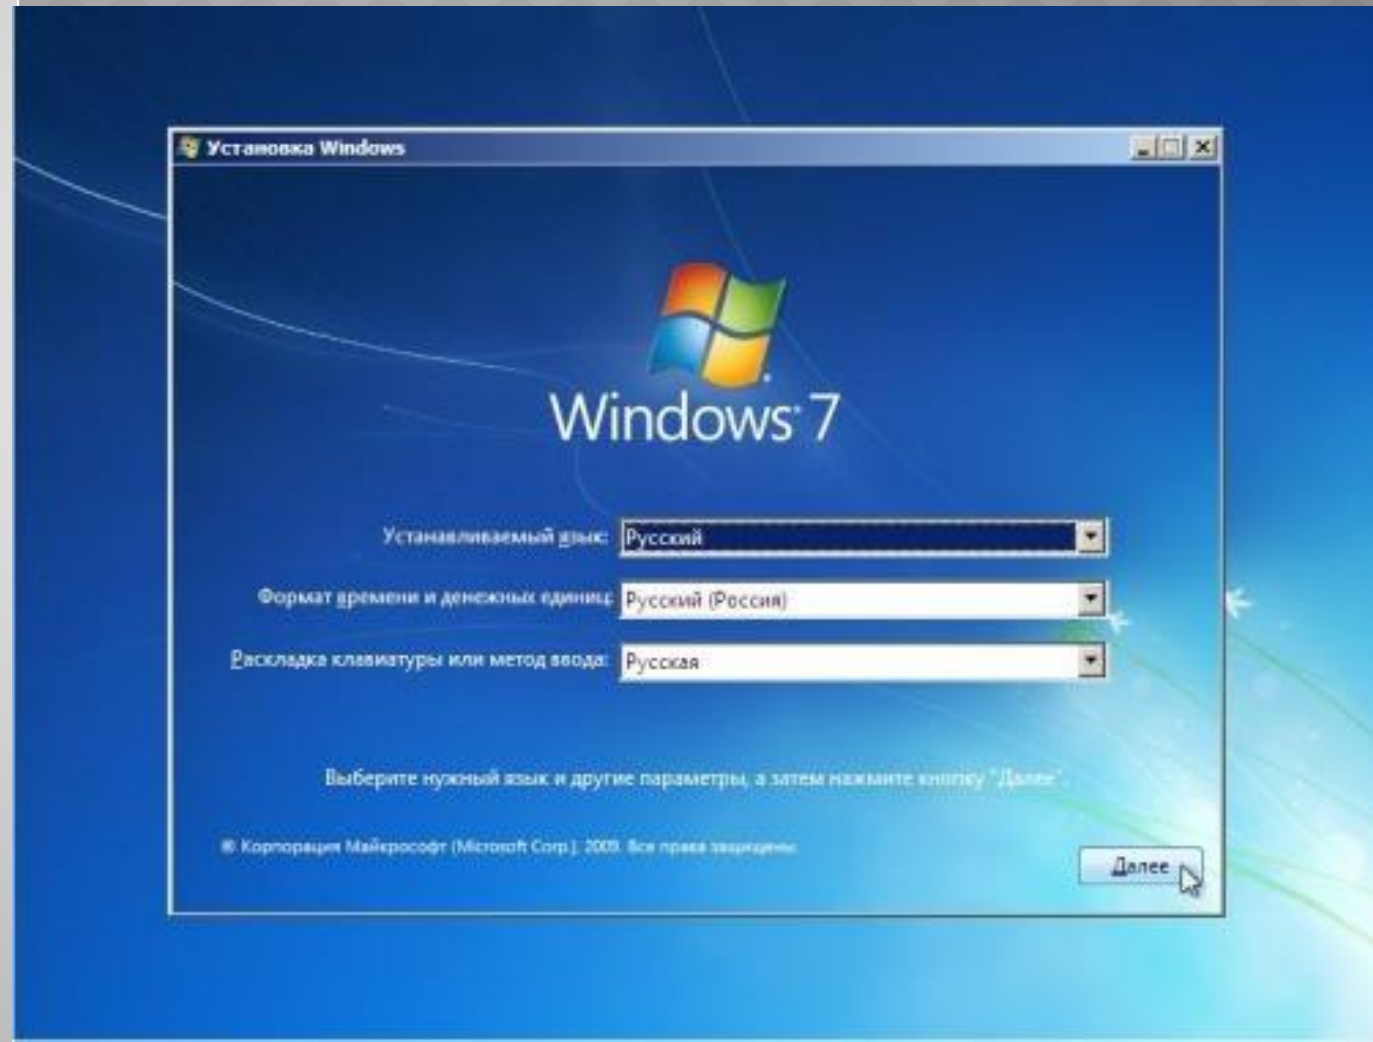 Установка Windows
Windows 7
Устанавливаемый язык: Русский
Формат времени и денежных единиц: Русский (Россия)
Раскладка клавиатуры или метод ввода: Русская
Выберите нужный язык и другие параметры, а затем нажмите кнопку "Далее".
© Корпорация Майкрософт (Microsoft Corp.), 2009. Все права защищены.
Далее